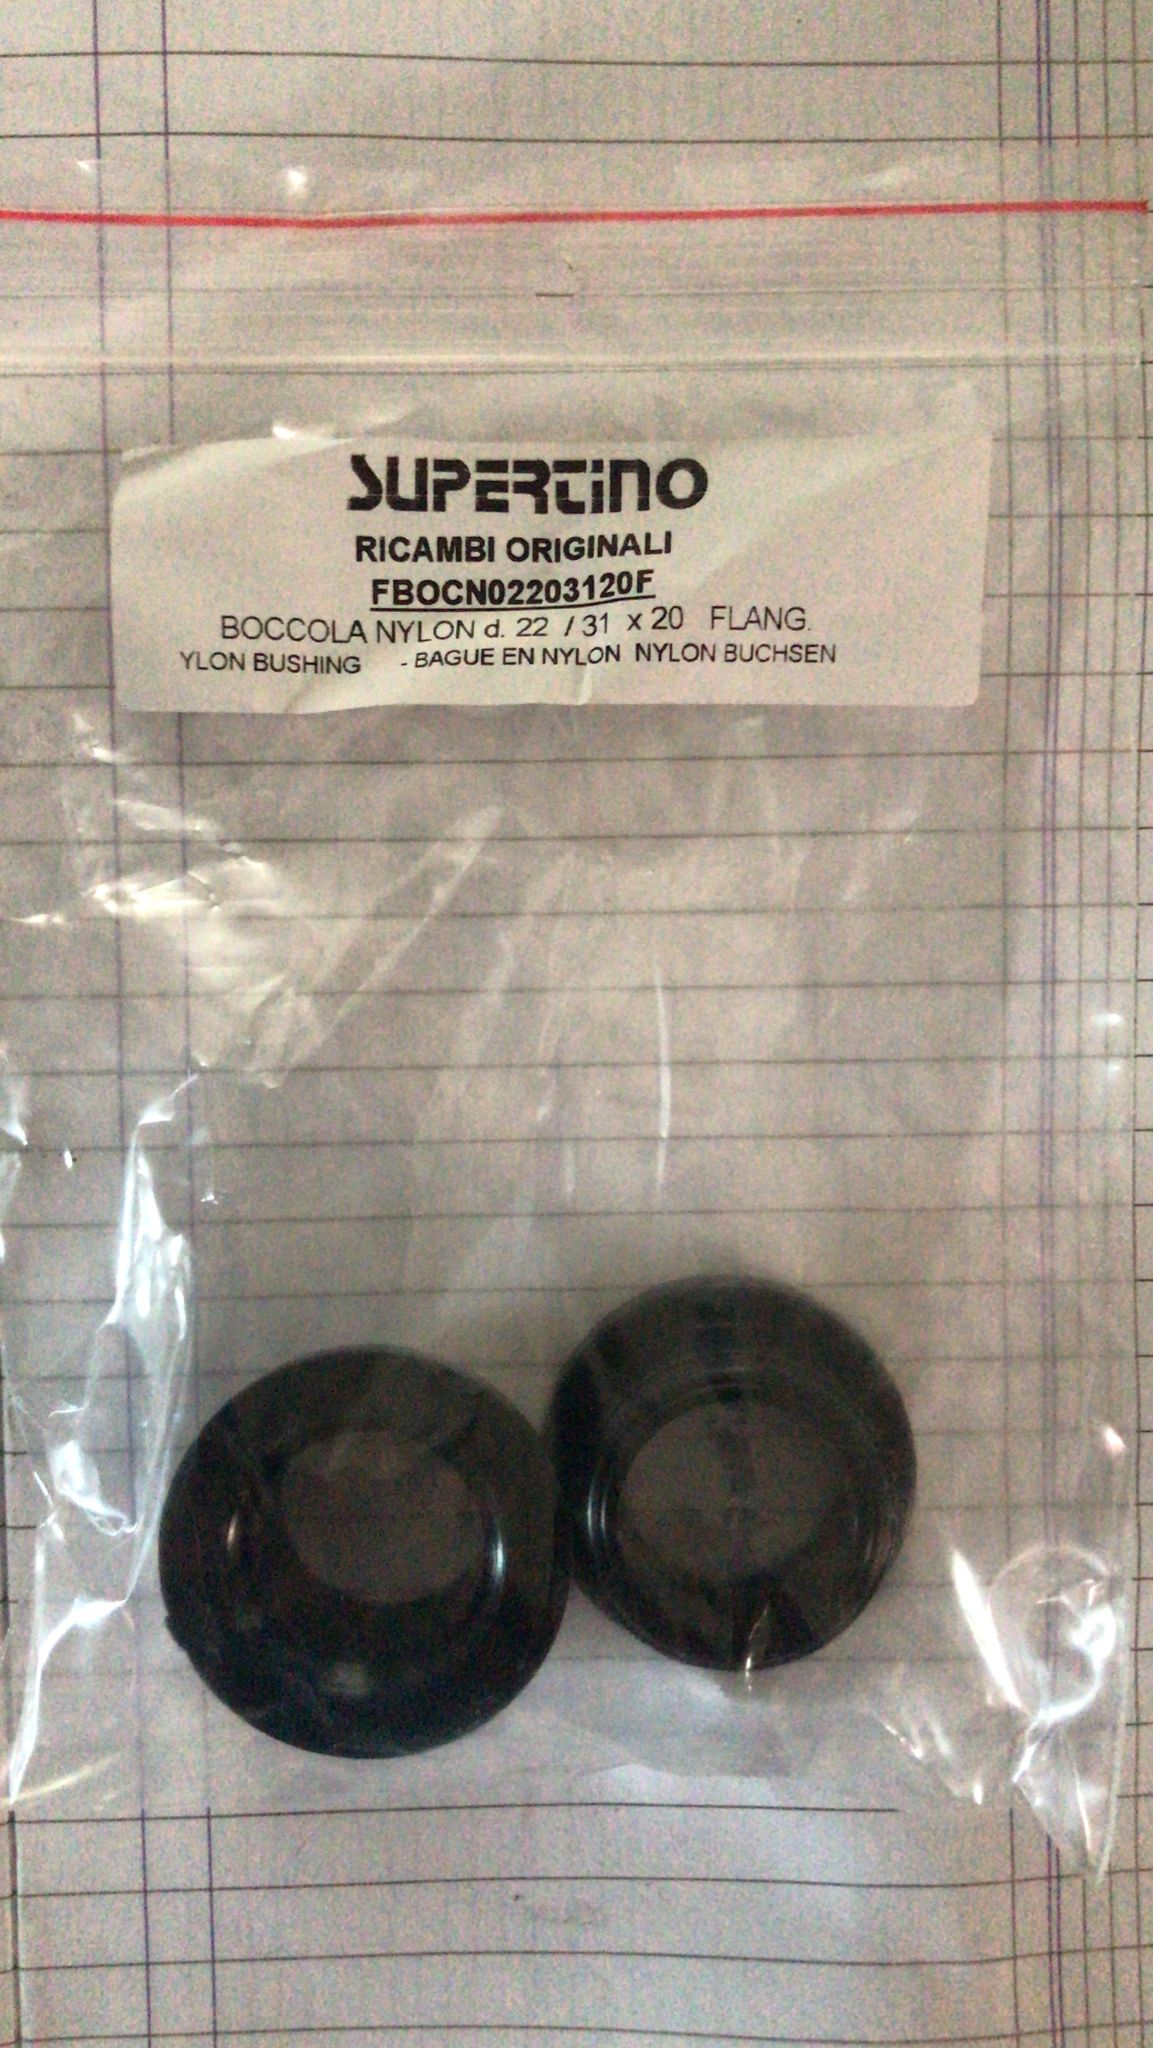 SUPERTINO
RICAMBI ORIGINALI
FBOCN02203120F
BOCCOLA NYLON d. 22 / 31 x 20 FLANG.
YLON BUSHING - BAGUE EN NYLON NYLON BUCHSEN